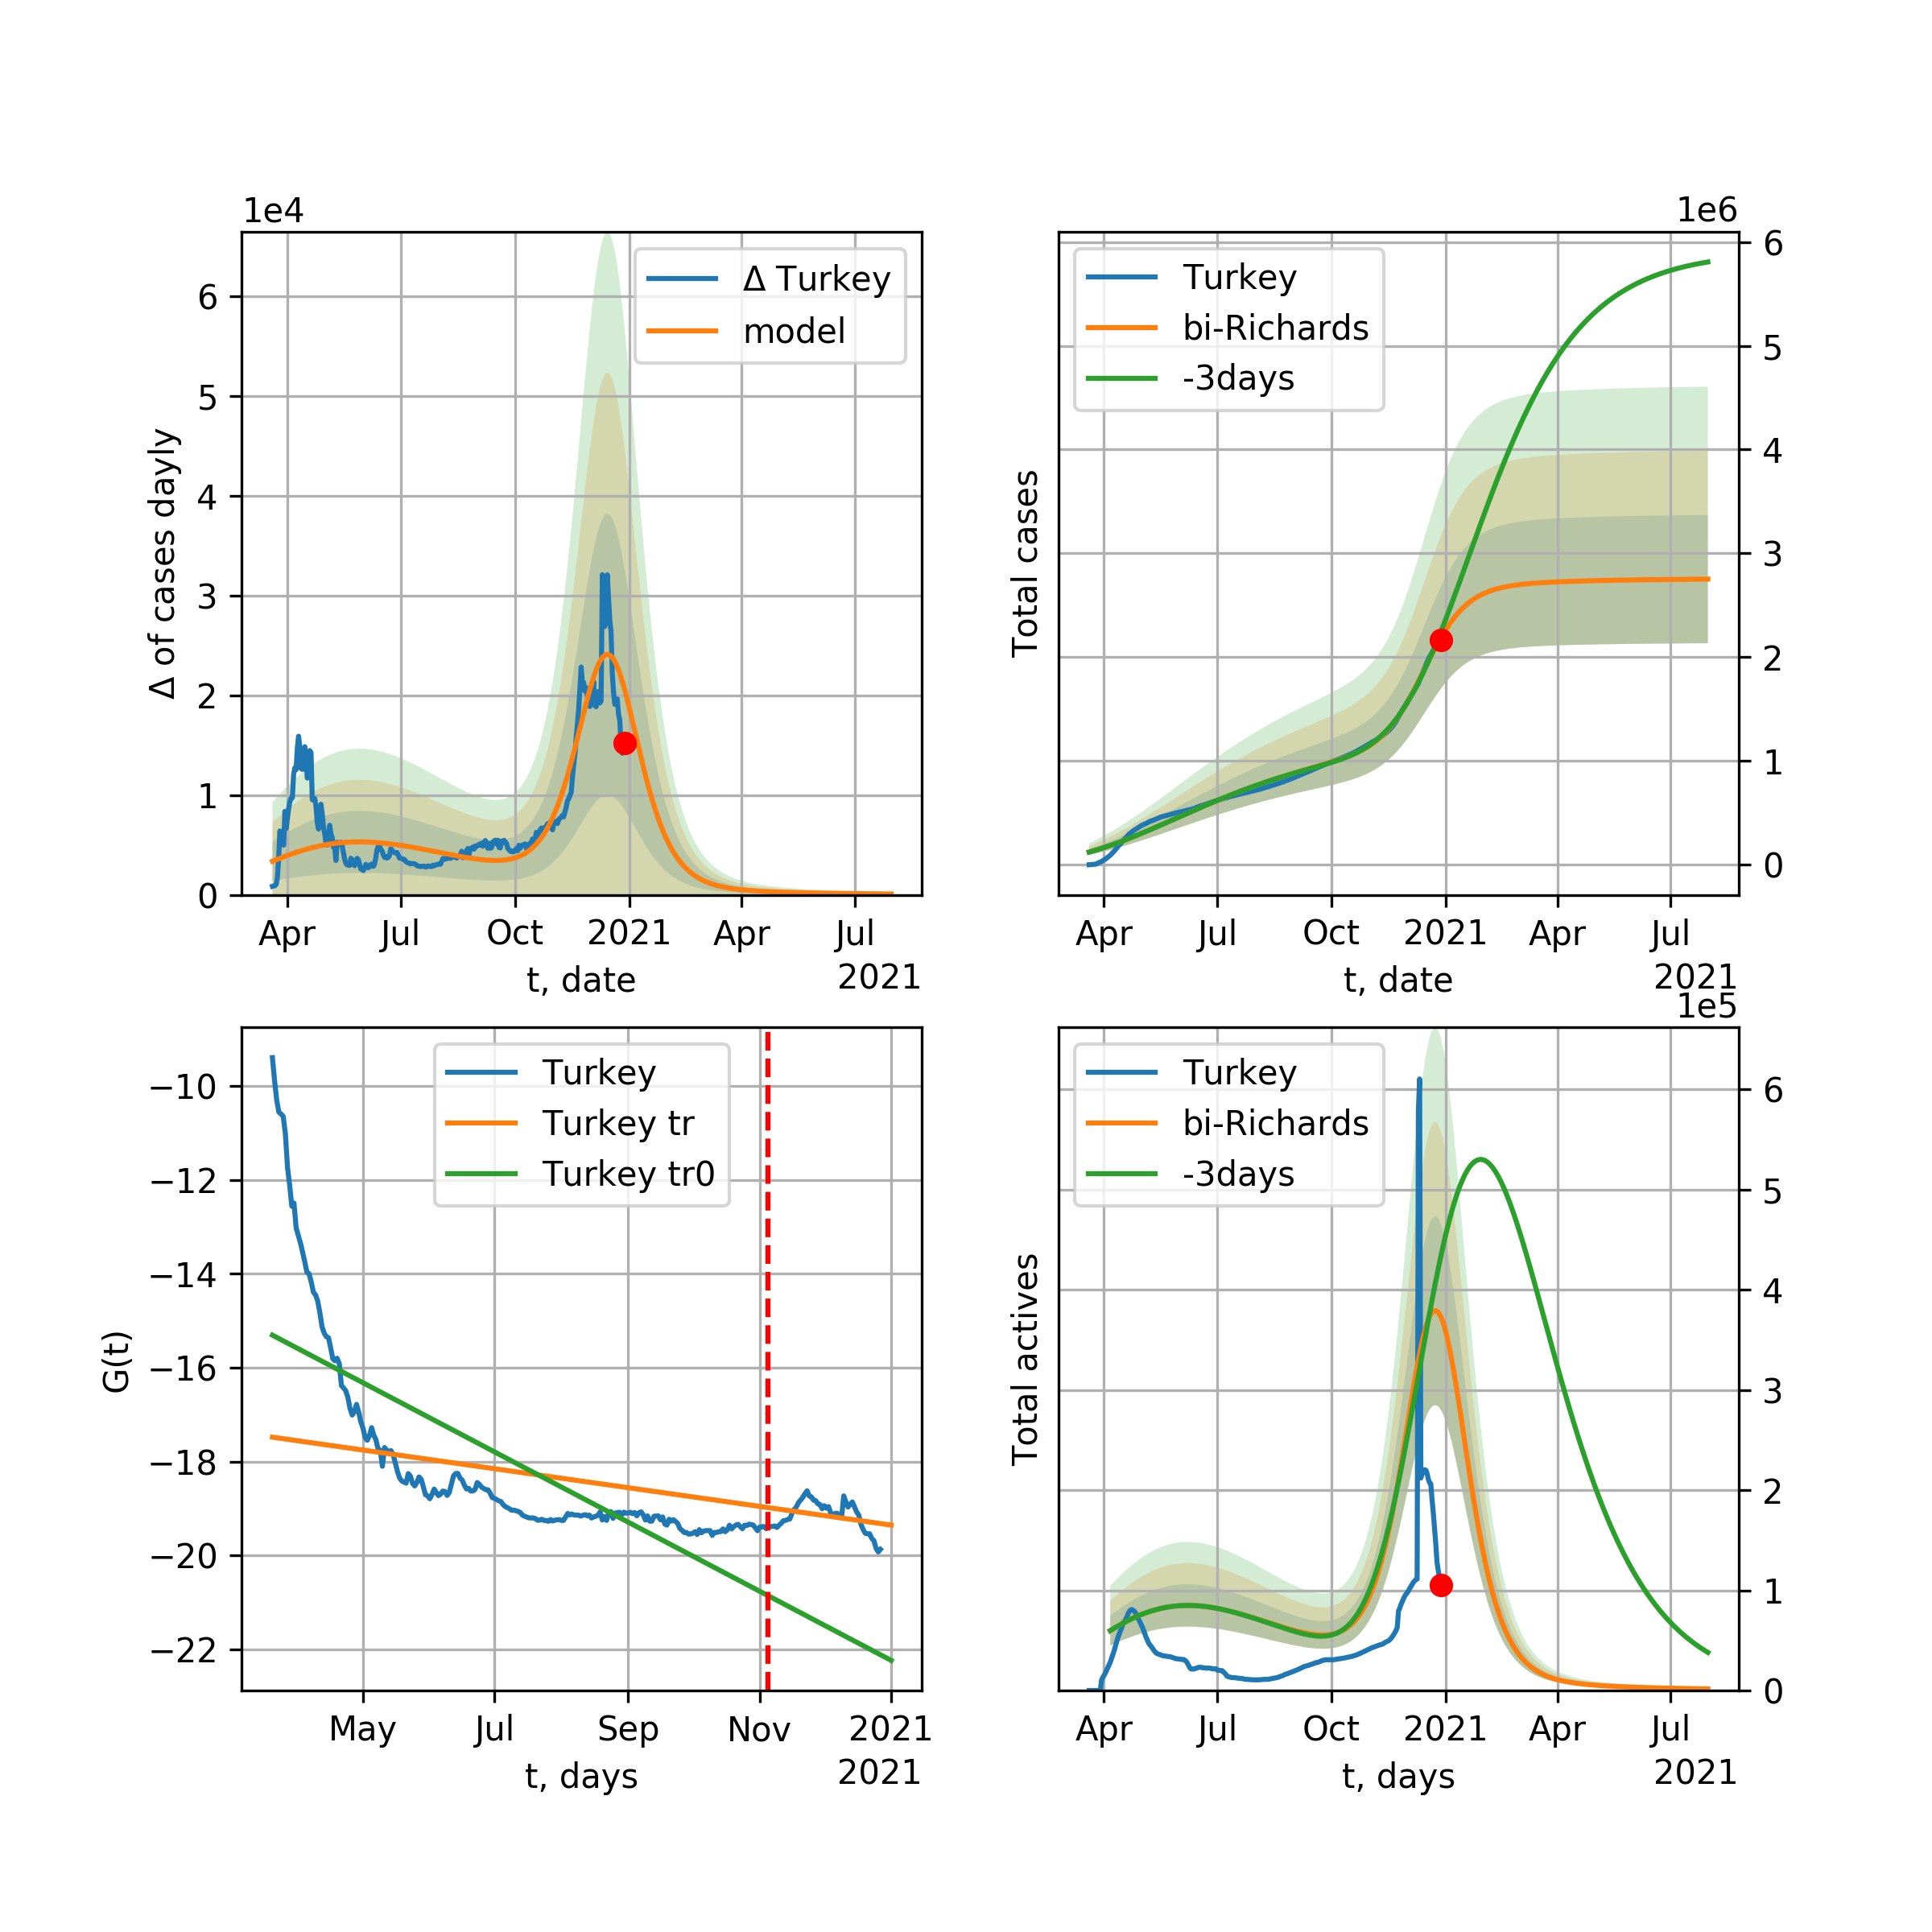 1e4
Δ of cases dayly
6
5
4
3
2
1
0
Δ Turkey
model
Apr
Jul
Oct
2021
Apr
Jul
t, date
2021
1e6
Total cases
Turkey
bi-Richards
-3days
6
5
4
3
2
1
0
Apr
Jul
Oct
2021
Apr
Jul
t, date
2021
G(t)
−10
−12
−14
−16
−18
−20
−22
Turkey
Turkey tr
Turkey tr0
May
Jul
Sep
Nov
2021
t, days
2021
1e5
Total actives
Turkey
bi-Richards
-3days
6
5
4
3
2
1
0
Apr
Jul
Oct
2021
Apr
Jul
t, days
2021